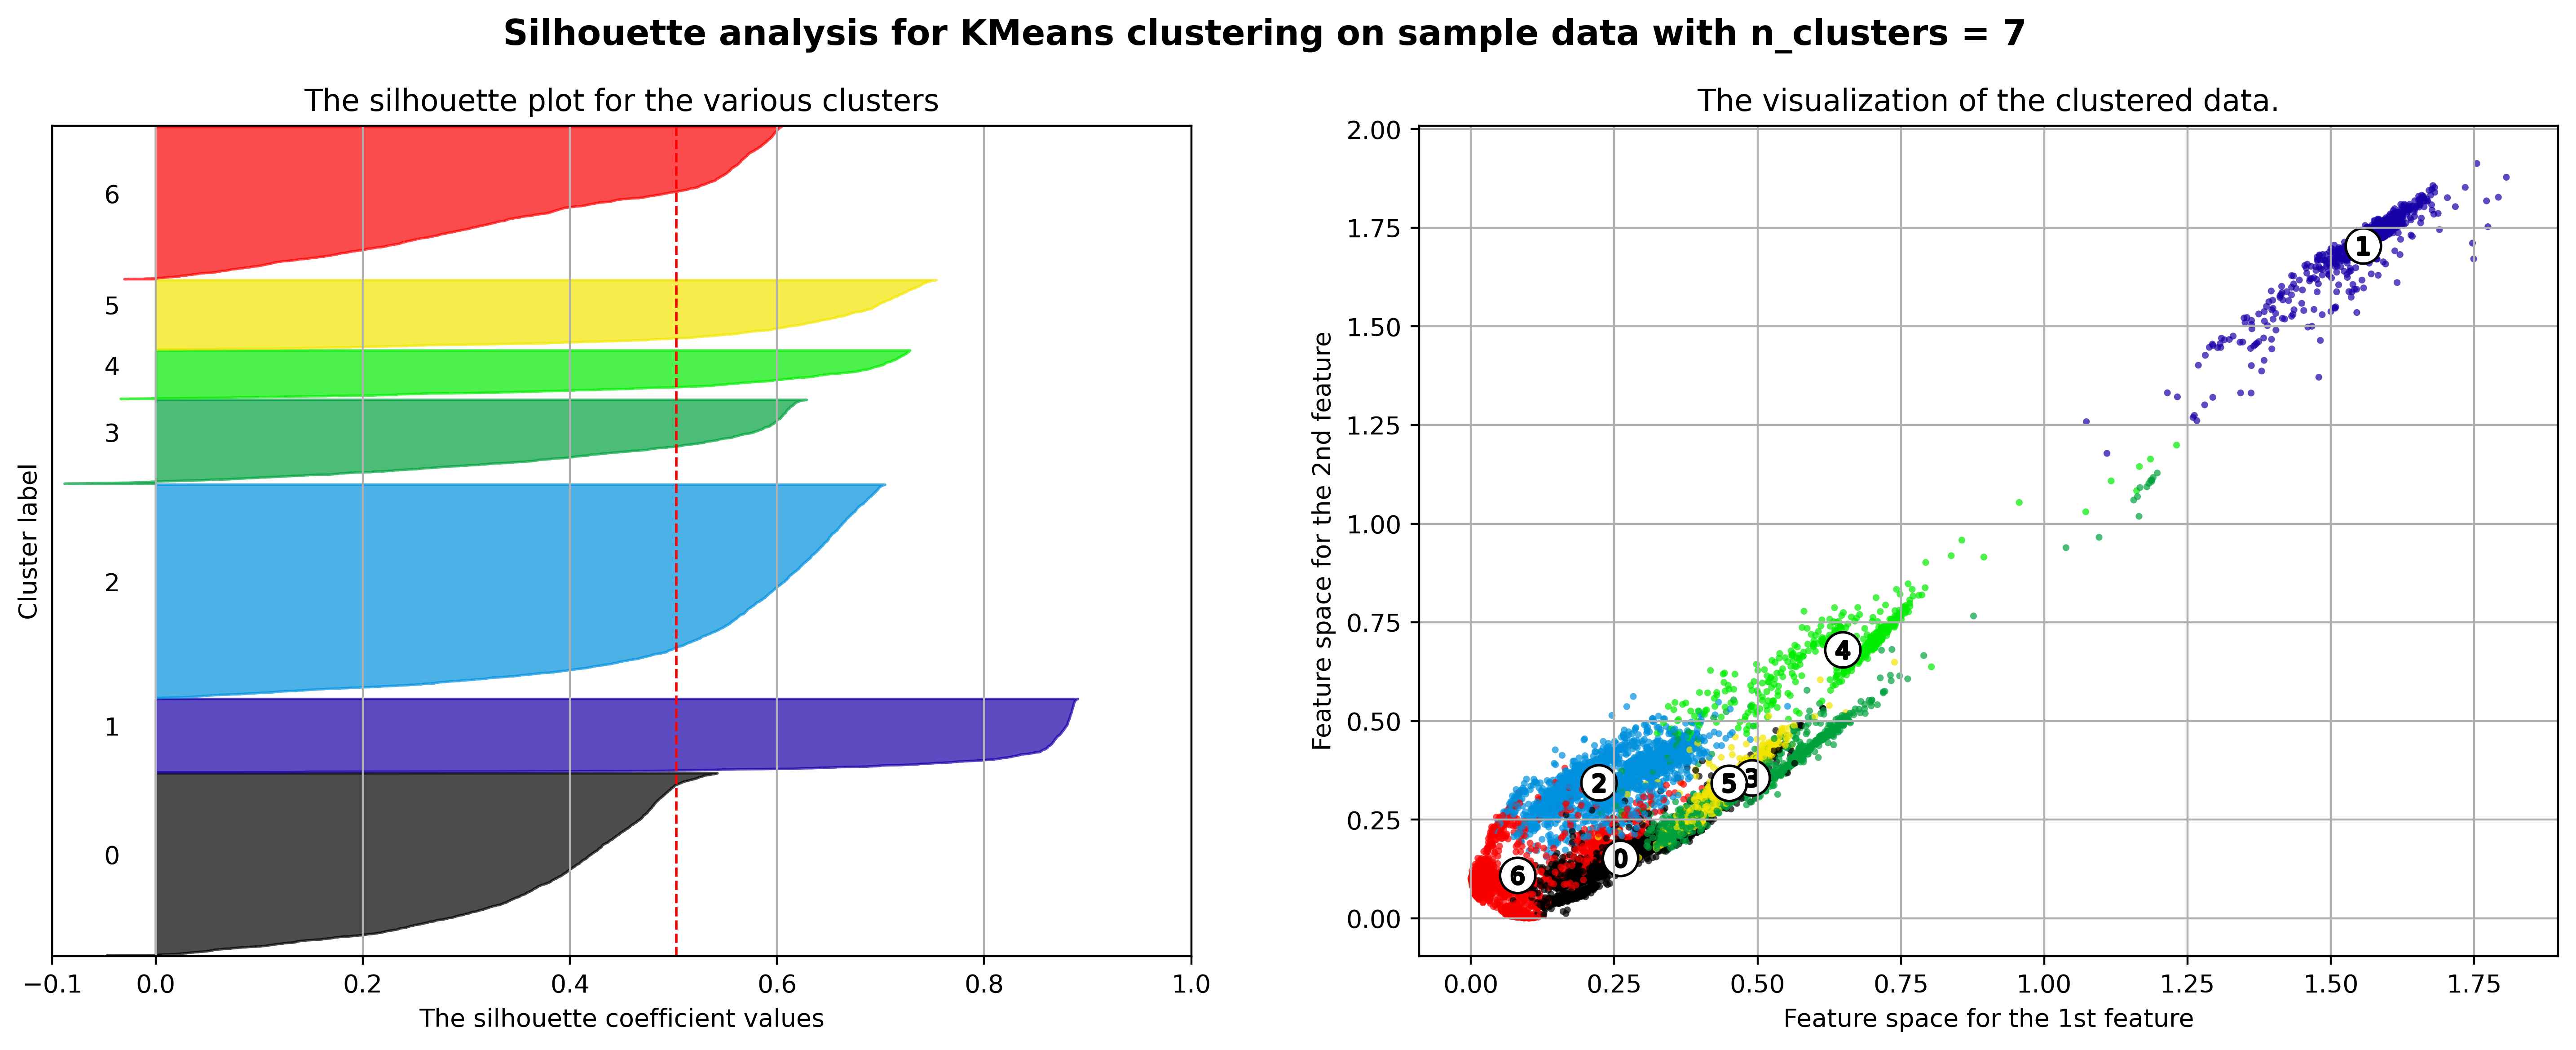 Silhouette analysis for KMeans clustering on sample data with n_clusters = 7
The silhouette plot for the various clusters
Cluster label
6
5
4
3
2
1
0
−0.1 0.0 0.2 0.4 0.6 0.8 1.0
The silhouette coefficient values
The visualization of the clustered data.
Feature space for the 2nd feature
2.00
1.75
1.50
1.25
1.00
0.75
0.50
0.25
0.00
1
4
2
5
3
0
6
0.00 0.25 0.50 0.75 1.00 1.25 1.50 1.75
Feature space for the 1st feature